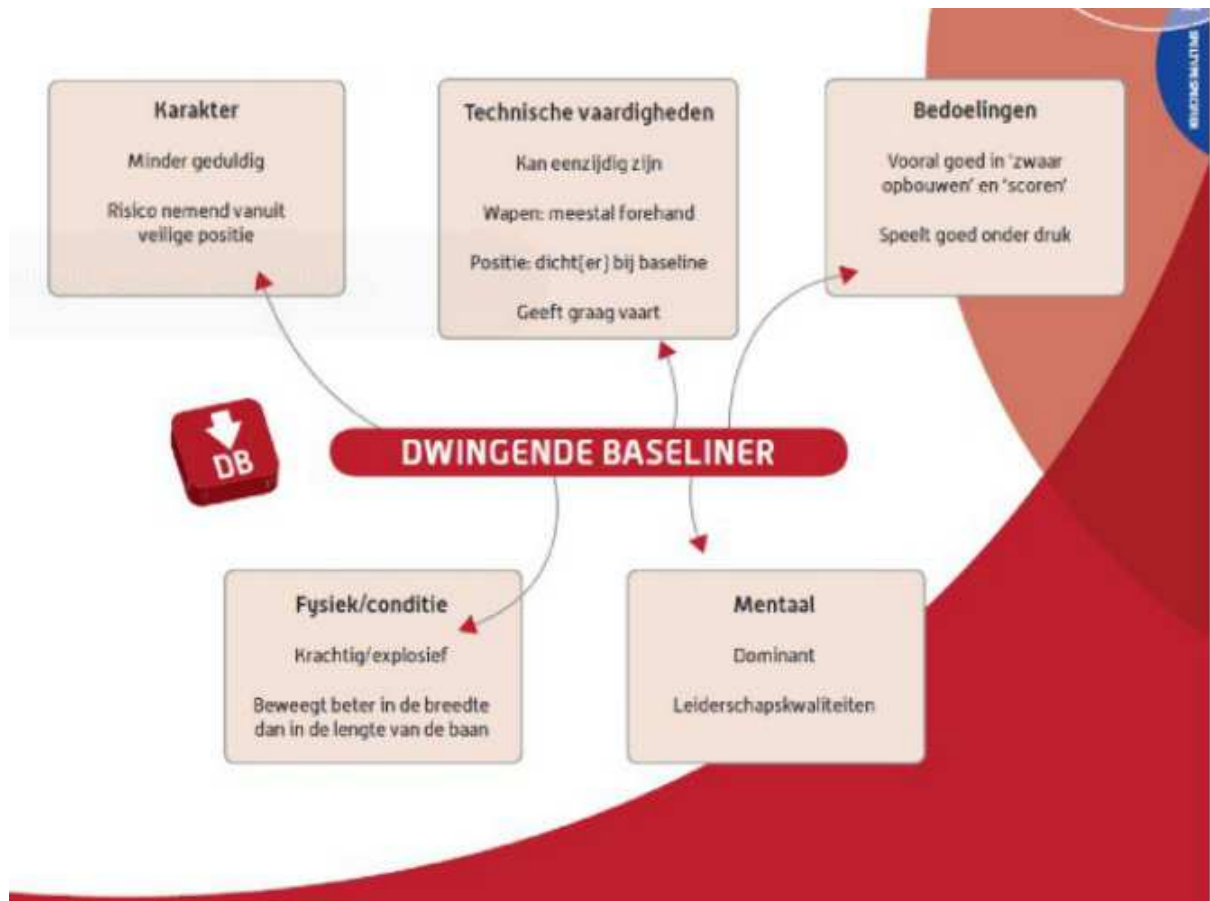 SPELTYPE SPECIFIEK
Karakter
Minder geduldig
Risico nemend vanuit
veilige positie
Technische vaardigheden
Kan eenzijdig zijn
Wapen: meestal forehand
Positie: dicht(er) bij baseline
Geeft graag vaart
Bedoelingen
Vooral goed in 'zwaar
opbouwen' en 'scoren'
Speelt goed onder druk
DB
DWINGENDE BASELINER
Fysiek/conditie
Krachtig/explosief
Beweegt beter in de breedte
dan in de lengte van de baan
Mentaal
Dominant
Leiderschapskwaliteiten